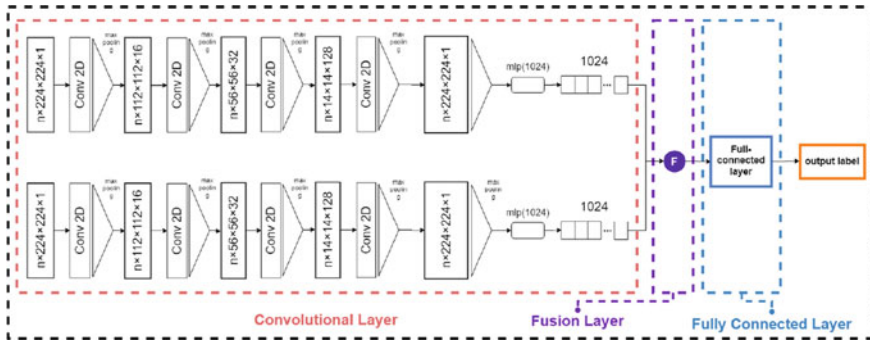 n×224×224×1
Conv 2D
max
poolin
g
n×112×112×16
Conv 2D
max
poolin
g
n×56×56×32
Conv 2D
max
poolin
g
n×14×14×128
Conv 2D
max
poolin
g
n×224×224×1
mlp(1024)
1024
...
n×224×224×1
Conv 2D
max
poolin
g
n×112×112×16
Conv 2D
max
poolin
g
n×56×56×32
Conv 2D
max
poolin
g
n×14×14×128
Conv 2D
max
poolin
g
n×224×224×1
max
poolin
g
mlp(1024)
1024
...
F
Full-
connected
layer
output label
Convolutional Layer
Fusion Layer
Fully Connected Layer